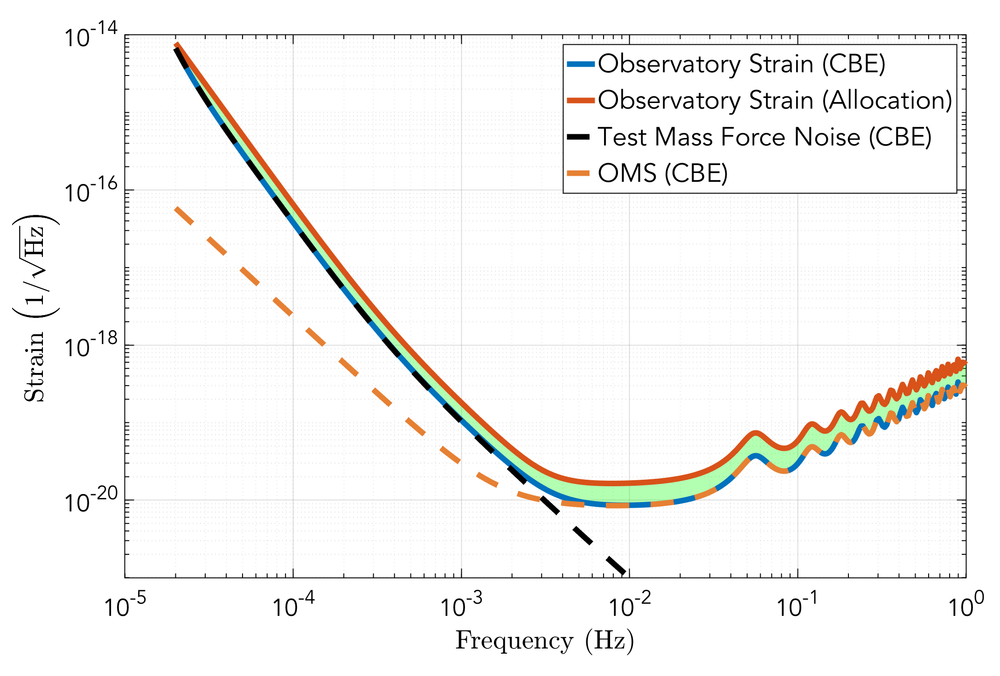 10^-14
10^-16
10^-18
10^-20
Strain (1/√Hz)
Observatory Strain (CBE)
Observatory Strain (Allocation)
Test Mass Force Noise (CBE)
OMS (CBE)
10^-5 10^-4 10^-3 10^-2 10^-1 10^0
Frequency (Hz)